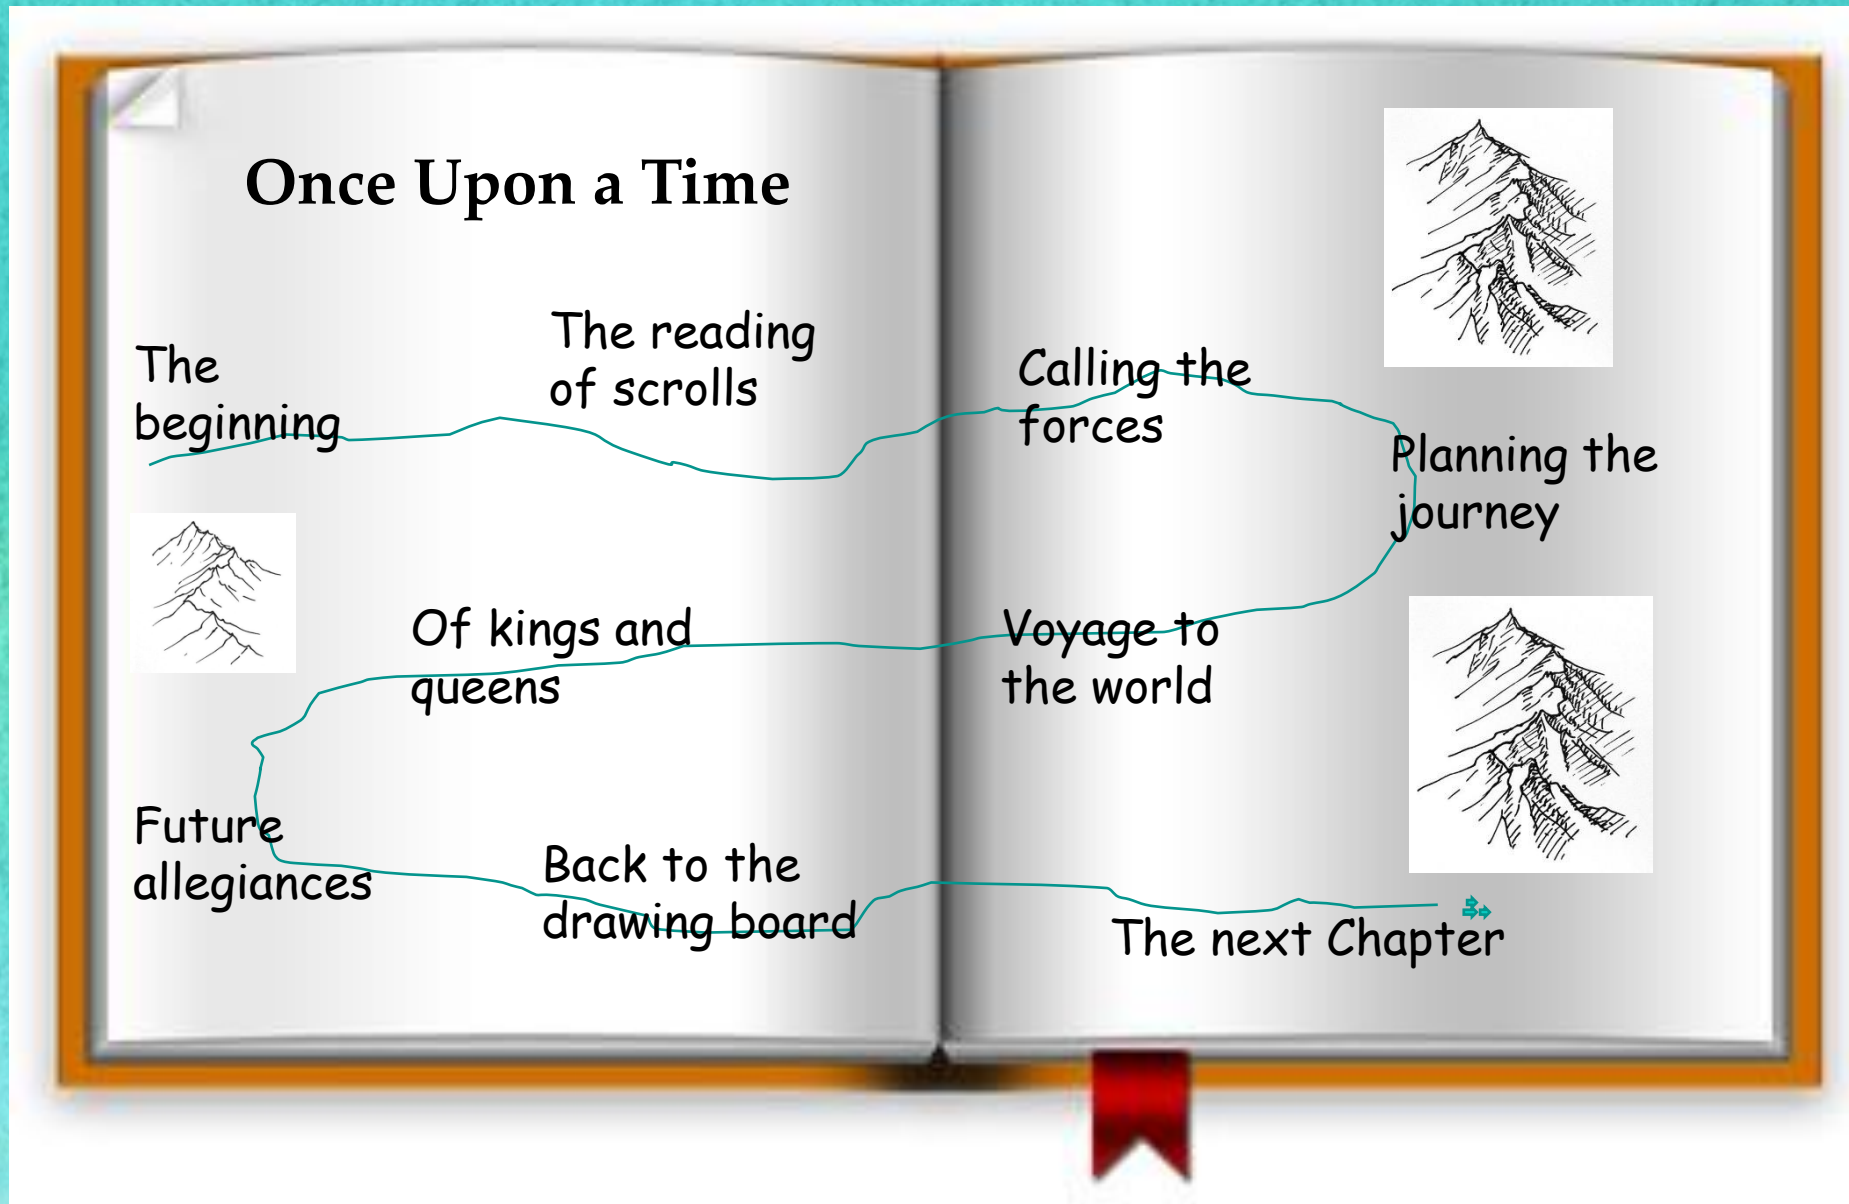 Once Upon a Time
The
beginning
The reading
of scrolls
Calling the
forces
Planning the
journey
Voyage to
the world
Of kings and
queens
Future
allegiances
Back to the
drawing board
The next Chapter